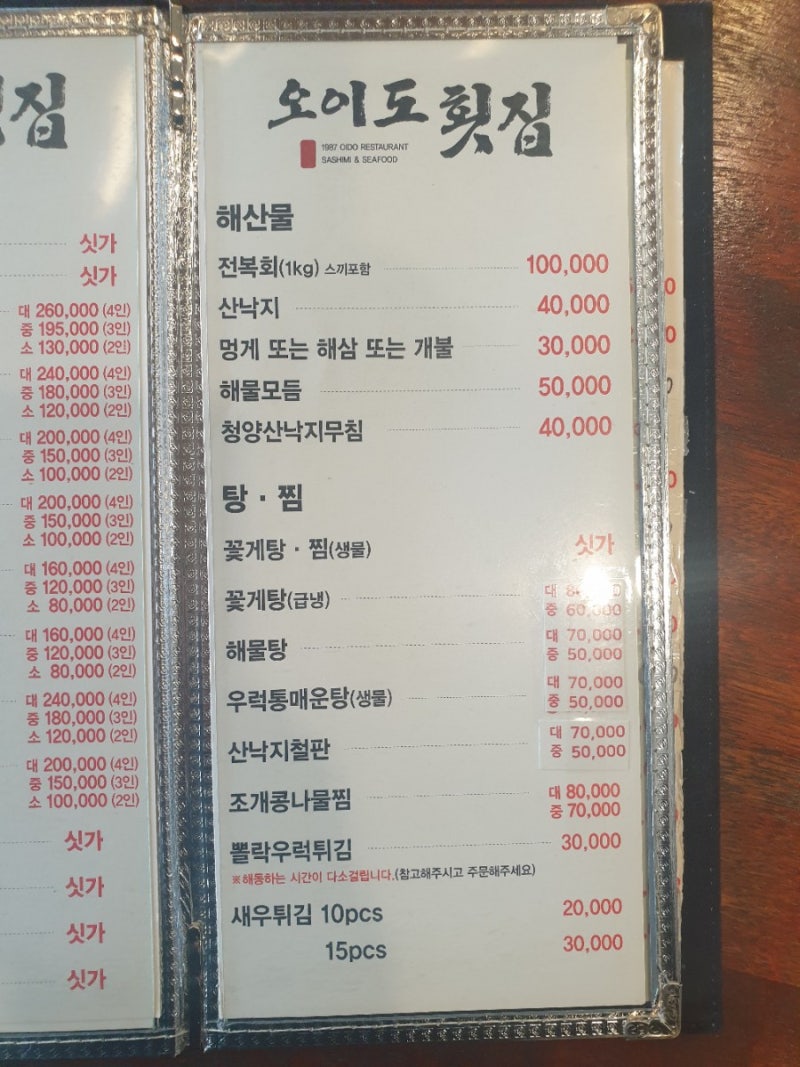 집
싯가
싯가
대 260,000 (4인)
중 195,000 (3인)
소 130,000 (2인)
대 240,000 (4인)
중 180,000 (3인)
소 120,000 (2인)
대 200,000 (4인)
중 150,000 (3인)
소 100,000 (2인)
대 200,000 (4인)
중 150,000 (3인)
소 100,000 (2인)
대 160,000 (4인)
중 120,000 (3인)
소 80,000 (2인)
대 160,000 (4인)
중 120,000 (3인)
소 80,000 (2인)
대 240,000 (4인)
중 180,000 (3인)
소 120,000 (2인)
대 200,000 (4인)
중 150,000 (3인)
소 100,000 (2인)
싯가
싯가
싯가
싯가
오이도횟집
1987 OIDO RESTAURANT
SASHIMI & SEAFOOD
해산물
전복회(1kg) 스끼포함 100,000
산낙지 40,000
멍게 또는 해삼 또는 개불 30,000
해물모듬 50,000
청양산낙지무침 40,000
탕 · 찜
꽃게탕 · 찜(생물) 싯가
꽃게탕(급냉) 대
중 60,000
해물탕 대 70,000
중 50,000
우럭통매운탕(생물) 대 70,000
중 50,000
산낙지철판 대 70,000
중 50,000
조개콩나물찜 대 80,000
중 70,000
뽈락우럭튀김 30,000
※해동하는 시간이 다소걸립니다.(참고해주시고 주문해주세요)
새우튀김 10pcs 20,000
15pcs 30,000